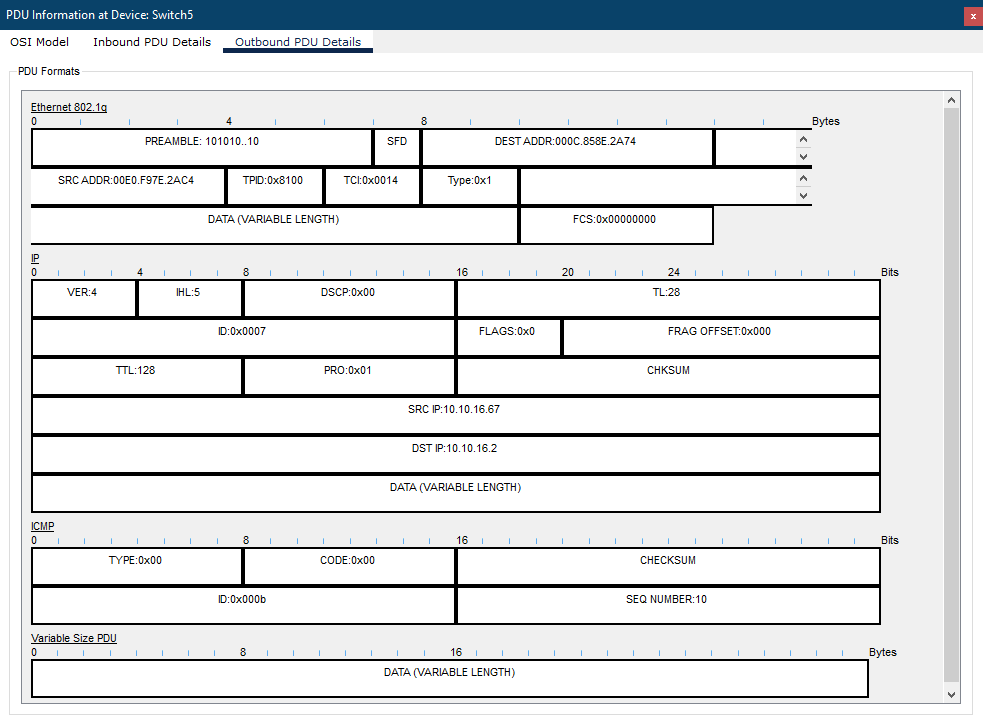 PDU Information at Device: Switch5
x
OSI Model Inbound PDU Details Outbound PDU Details
PDU Formats
Ethernet 802.1q
0 4 8 Bytes
PREAMBLE: 101010..10 SFD DEST ADDR:000C.858E.2A74
SRC ADDR:00E0.F97E.2AC4 TPID:0x8100 TCI:0x0014 Type:0x1
DATA (VARIABLE LENGTH) FCS:0x00000000
IP
0 4 8 16 20 24 Bits
VER:4 IHL:5 DSCP:0x00 TL:28
ID:0x0007 FLAGS:0x0 FRAG OFFSET:0x000
TTL:128 PRO:0x01 CHKSUM
SRC IP:10.10.16.67
DST IP:10.10.16.2
DATA (VARIABLE LENGTH)
ICMP
0 8 16 Bits
TYPE:0x00 CODE:0x00 CHECKSUM
ID:0x000b SEQ NUMBER:10
Variable Size PDU
0 8 16 Bytes
DATA (VARIABLE LENGTH)